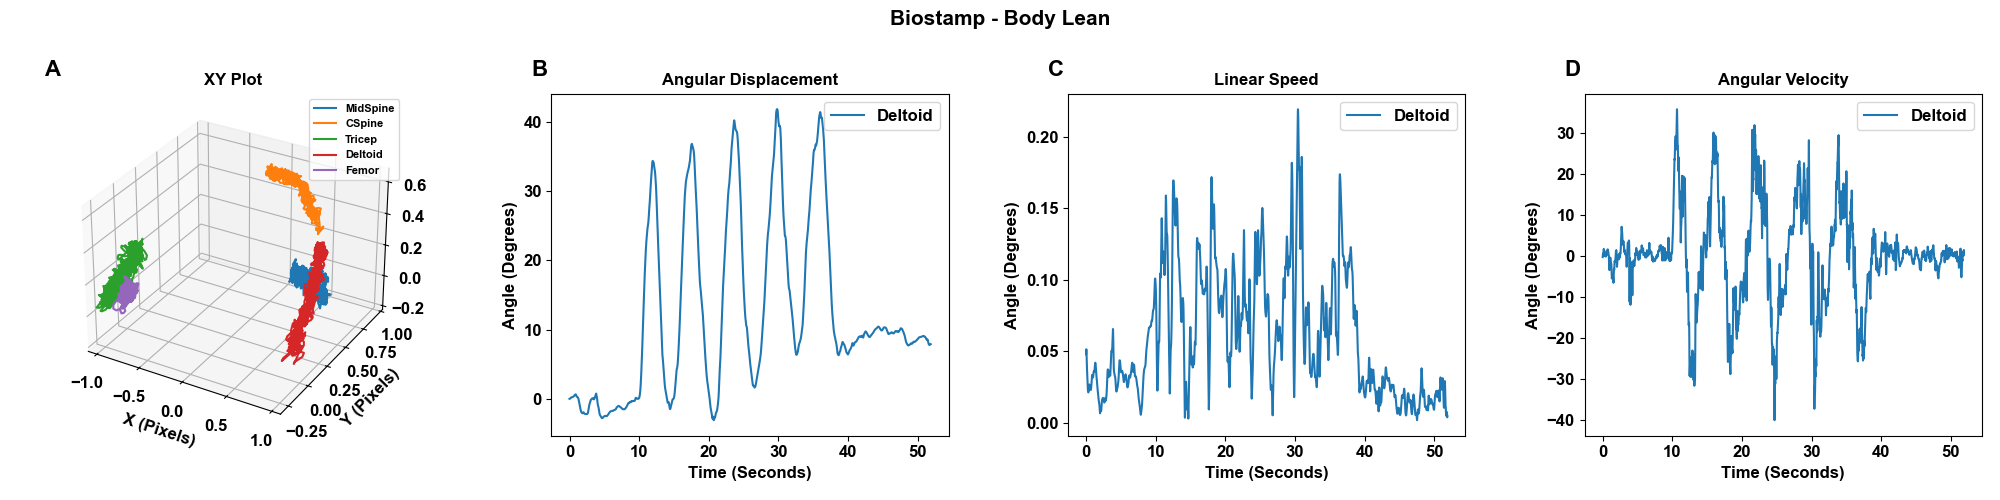 Biostamp - Body Lean
A
XY Plot
MidSpine
CSpine
Tricep
Deltoid
Femor
0.6
0.4
0.2
0.0
−0.2
1.00
0.75
0.50
0.25
0.00
−0.25
Y (Pixels)
−1.0
−0.5
0.0
0.5
1.0
X (Pixels)
B
Angular Displacement
Deltoid
Angle (Degrees)
40
30
20
10
0
0 10 20 30 40 50
Time (Seconds)
C
Linear Speed
Deltoid
Angle (Degrees)
0.20
0.15
0.10
0.05
0.00
0 10 20 30 40 50
Time (Seconds)
D
Angular Velocity
Deltoid
Angle (Degrees)
30
20
10
0
−10
−20
−30
−40
0 10 20 30 40 50
Time (Seconds)